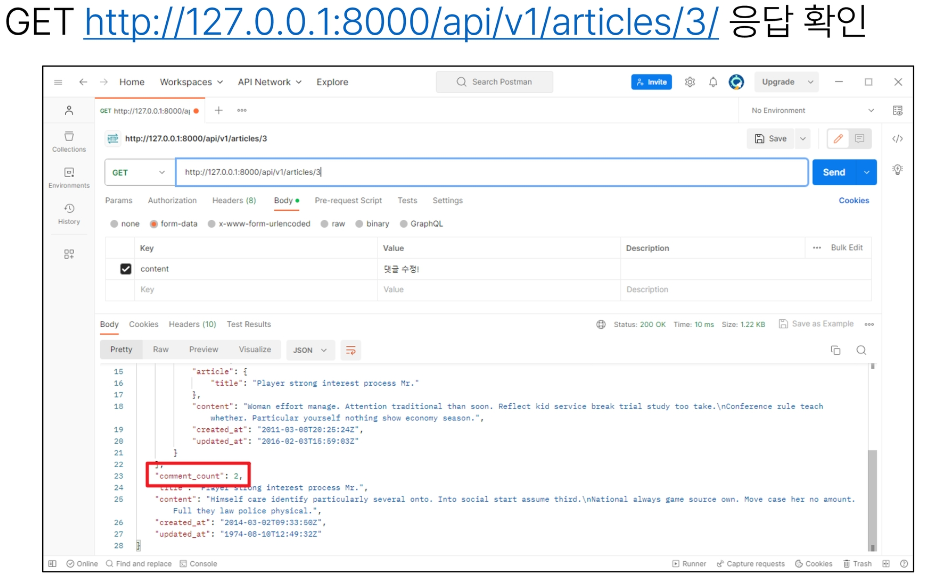 GET http://127.0.0.1:8000/api/v1/articles/3/ 응답 확인
Home Workspaces API Network Explore Search Postman Invite Upgrade
GET http://127.0.0.1:8000/ap No Environment
http://127.0.0.1:8000/api/v1/articles/3 Save
Collections
GET http://127.0.0.1:8000/api/v1/articles/3 Send
Environments
Params Authorization Headers (8) Body Pre-request Script Tests Settings Cookies
History
none form-data x-www-form-urlencoded raw binary GraphQL
Key Value Description Bulk Edit
content 댓글 수정!
Key Value Description
Body Cookies Headers (10) Test Results Status: 200 OK Time: 10 ms Size: 1.22 KB Save as Example
Pretty Raw Preview Visualize JSON
15 "article": {
16 "title": "Player strong interest process Mr."
17 },
18 "content": "Woman effort manage. Attention traditional than soon. Reflect kid service break trial study too take.\nConference rule teach
whether. Particular yourself nothing show economy season.",
19 "created_at": "2011-03-08T20:25:24Z",
20 "updated_at": "2016-02-03T15:59:03Z"
21 }
22 ],
23 "comment_count": 2,
24 "title": "Player strong interest process Mr.",
25 "content": "Himself care identify particularly several onto. Into social start assume third.\nNational always game source own. Move case her no amount.
Full they law police physical.",
26 "created_at": "2014-03-02T09:33:50Z",
27 "updated_at": "1974-08-10T12:49:32Z"
28 }
Online Find and replace Console Runner Capture requests Cookies Trash